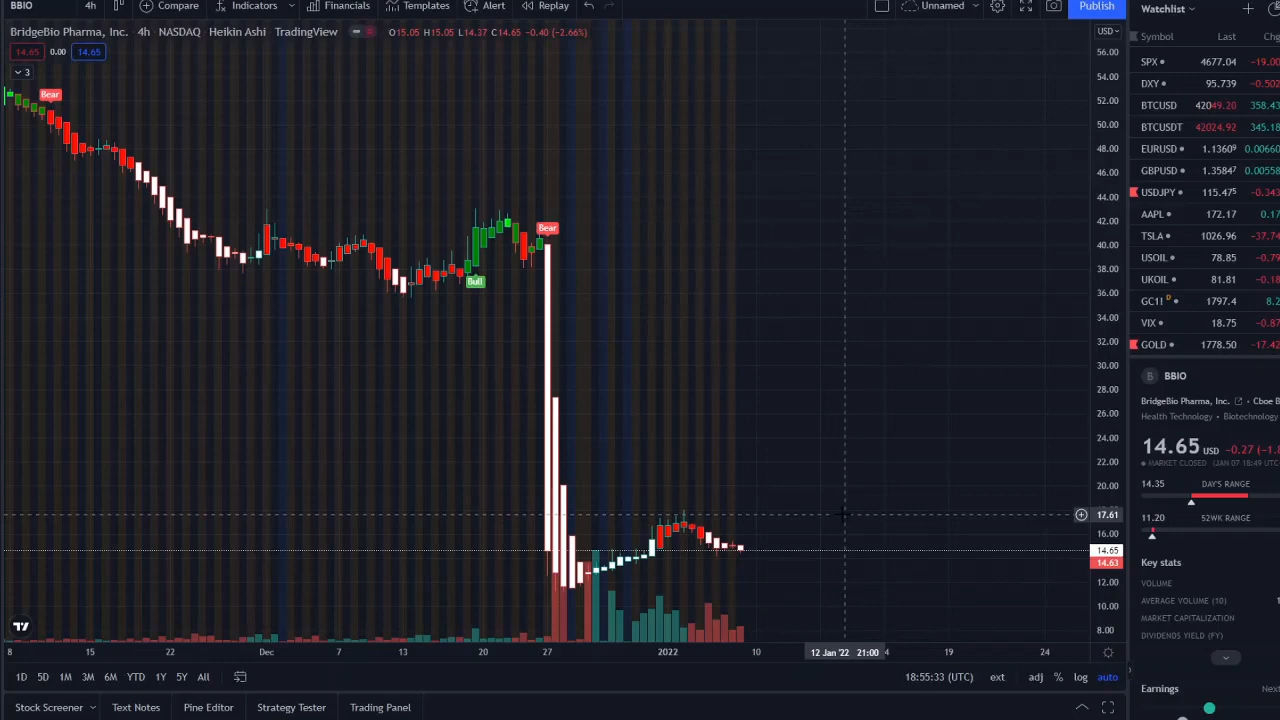 BBIO 4h Compare Indicators Financials Templates Alert Replay Unnamed Publish
BridgeBio Pharma, Inc. 4h NASDAQ Heikin Ashi TradingView O15.05 H15.05 L14.37 C14.65 -0.40 (-2.66%)
14.65 0.00 14.65
3
Bear
Bear
Bull
USD
56.00
54.00
52.00
50.00
48.00
46.00
44.00
42.00
40.00
38.00
36.00
34.00
32.00
30.00
28.00
26.00
24.00
22.00
20.00
17.61
16.00
14.65
14.63
12.00
10.00
8.00
8 15 22 Dec 7 13 20 27 2022 10 12 Jan '22 21:00 4 19 24
1D 5D 1M 3M 6M YTD 1Y 5Y All 18:55:33 (UTC) ext adj % log auto
Stock Screener Text Notes Pine Editor Strategy Tester Trading Panel
Watchlist
Symbol Last Chg
SPX 4677.04 -19.00
DXY 95.739 -0.502
BTCUSD 42049.20 358.43
BTCUSDT 42024.92 345.18
EURUSD 1.13609 0.00660
GBPUSD 1.35847 0.00558
USDJPY 115.475 -0.343
AAPL 172.17 0.17
TSLA 1026.96 -37.74
USOIL 78.85 -0.79
UKOIL 81.81 -0.18
GC1! D 1797.4 8.2
VIX 18.75 -0.87
GOLD 1778.50 -17.42
B BBIO
BridgeBio Pharma, Inc. Cboe B
Health Technology Biotechnology
14.65 USD -0.27 (-1.8
MARKET CLOSED (JAN 07 18:49 UTC
14.35 DAY'S RANGE
11.20 52WK RANGE
Key stats
VOLUME
AVERAGE VOLUME (10)
MARKET CAPITALIZATION
DIVIDENDS YIELD (FY)
Earnings Next